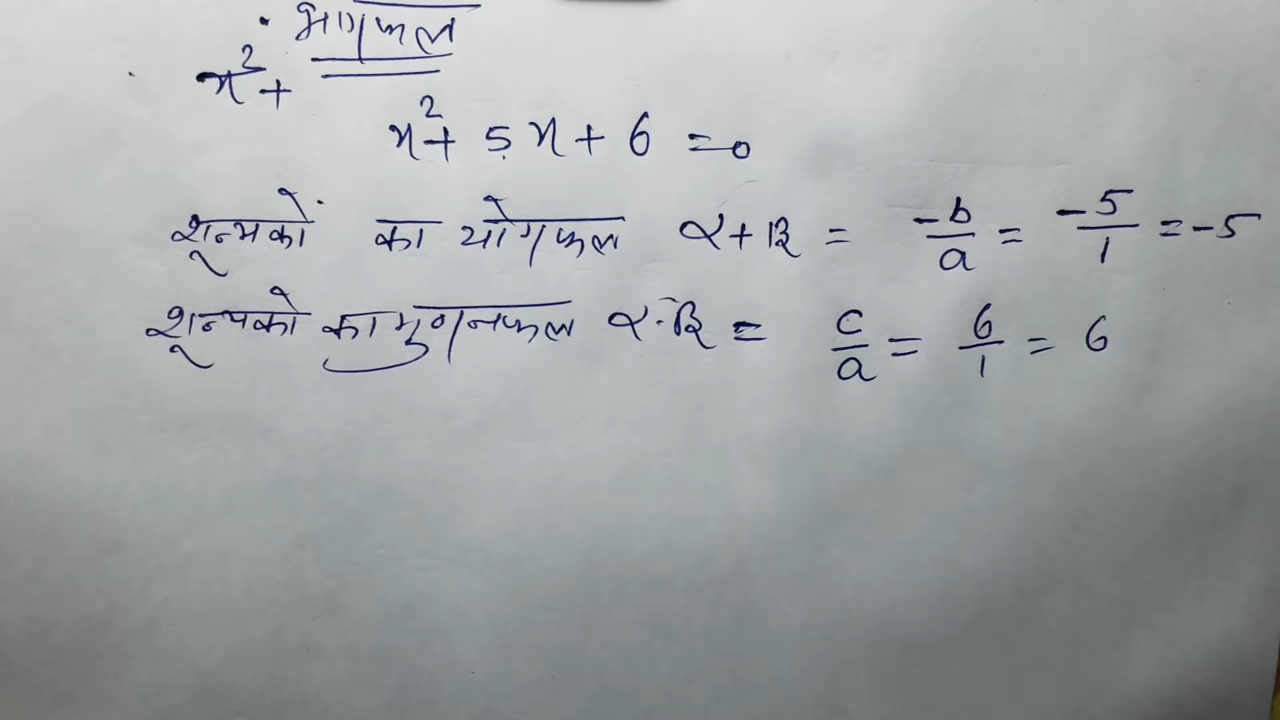 भागफल
x² +
x² + 5x + 6 = 0
शून्यकों का योगफल α + β = -b/a = -5/1 = -5
शून्यको का गुणनफल α·β = c/a = 6/1 = 6